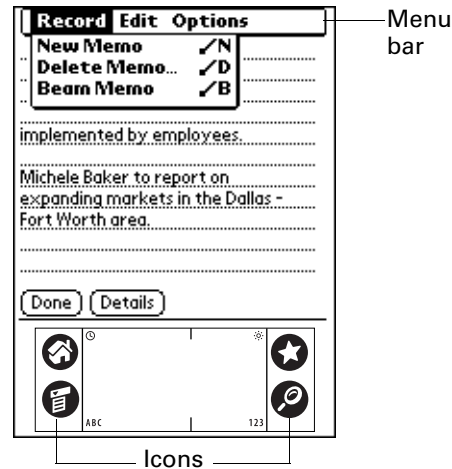 Record Edit Options
Menu bar
New Memo ⁄N
Delete Memo... ⁄D
Beam Memo ⁄B
implemented by employees.
Michele Baker to report on
expanding markets in the Dallas -
Fort Worth area.
Done Details
ABC 123
Icons